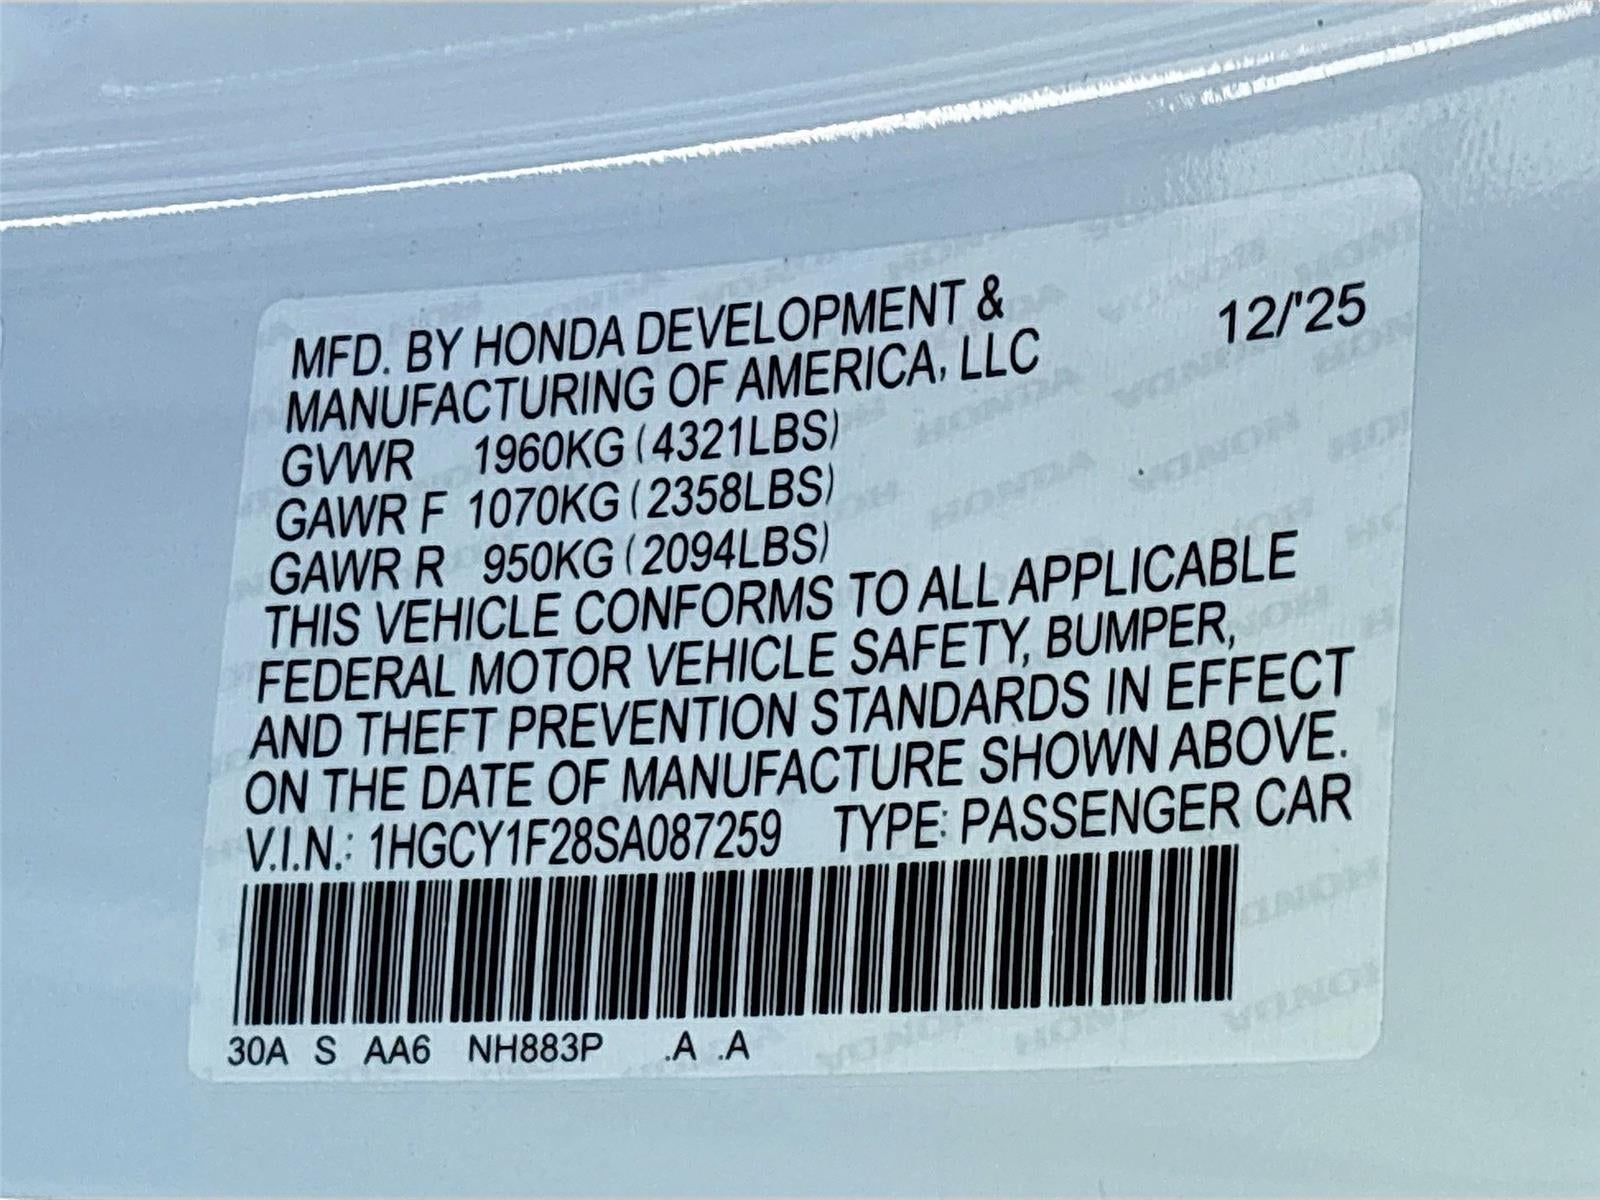 MFD. BY HONDA DEVELOPMENT & 12/'25
MANUFACTURING OF AMERICA, LLC
GVWR 1960KG (4321LBS)
GAWR F 1070KG (2358LBS)
GAWR R 950KG (2094LBS)
THIS VEHICLE CONFORMS TO ALL APPLICABLE
FEDERAL MOTOR VEHICLE SAFETY, BUMPER,
AND THEFT PREVENTION STANDARDS IN EFFECT
ON THE DATE OF MANUFACTURE SHOWN ABOVE.
V.I.N.: 1HGCY1F28SA087259 TYPE: PASSENGER CAR
30A S AA6 NH883P .A .A